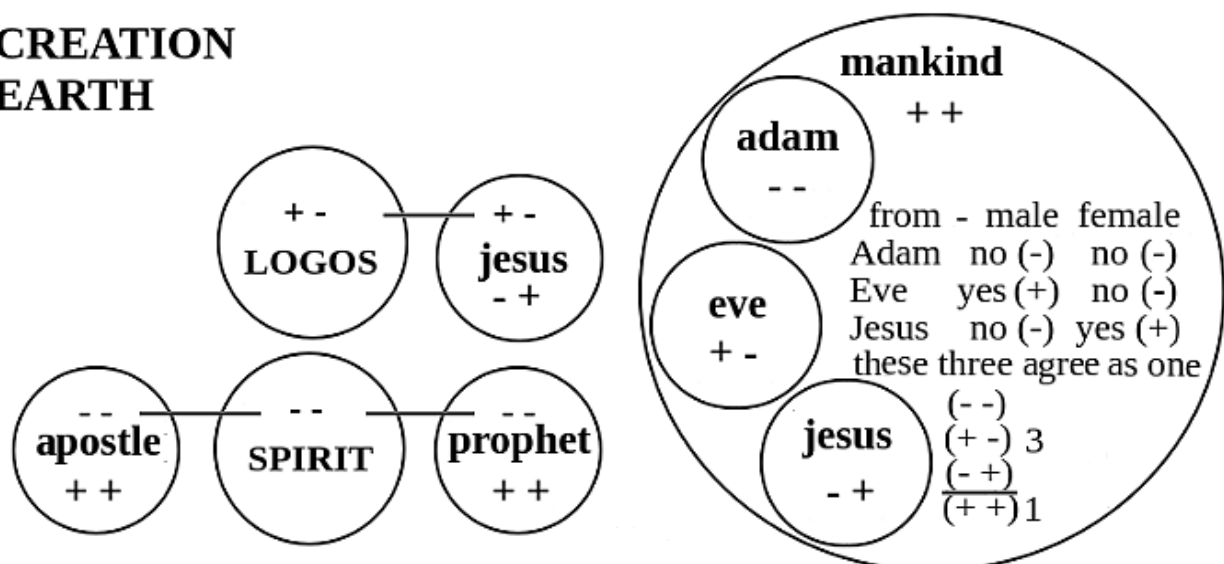 CREATION
EARTH
+ -
LOGOS
+ -
jesus
- +
- -
apostle
+ +
- -
SPIRIT
- -
prophet
+ +
mankind
+ +
adam
- -
eve
+ -
jesus
- +
from - male female
Adam no (-) no (-)
Eve yes (+) no (-)
Jesus no (-) yes (+)
these three agree as one
(- -)
(+ -) 3
(- +)
(+ +) 1